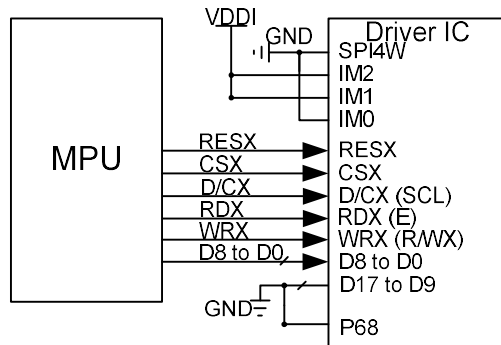 VDDI
GND
Driver IC
SPI4W
IM2
IM1
IM0
MPU
RESX
RESX
CSX
CSX
D/CX
D/CX (SCL)
RDX
RDX (E)
WRX
WRX (R/WX)
D8 to D0
D8 to D0
D17 to D9
GND
P68